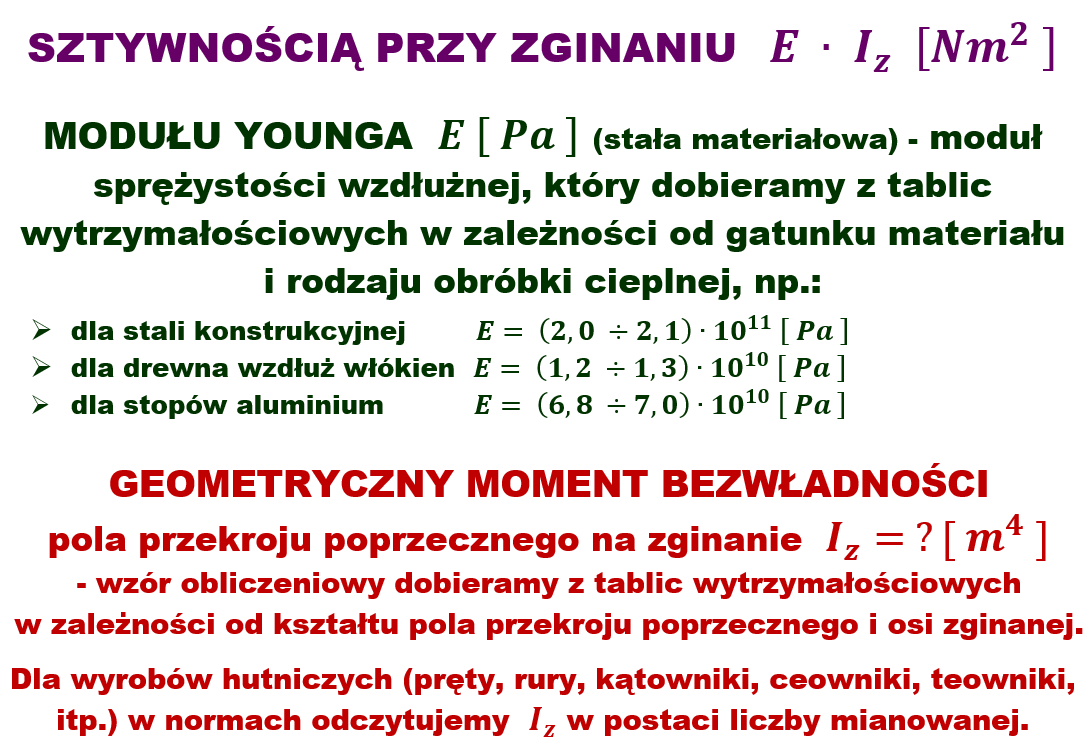 SZTYWNOŚCIĄ PRZY ZGINANIU E · I_z [Nm²]
MODUŁU YOUNGA E [ Pa ] (stała materiałowa) - moduł
sprężystości wzdłużnej, który dobieramy z tablic
wytrzymałościowych w zależności od gatunku materiału
i rodzaju obróbki cieplnej, np.:
➢ dla stali konstrukcyjnej E = (2,0 ÷ 2,1) · 10¹¹ [ Pa ]
➢ dla drewna wzdłuż włókien E = (1,2 ÷ 1,3) · 10¹⁰ [ Pa ]
➢ dla stopów aluminium E = (6,8 ÷ 7,0) · 10¹⁰ [ Pa ]
GEOMETRYCZNY MOMENT BEZWŁADNOŚCI
pola przekroju poprzecznego na zginanie I_z = ? [ m⁴ ]
- wzór obliczeniowy dobieramy z tablic wytrzymałościowych
w zależności od kształtu pola przekroju poprzecznego i osi zginanej.
Dla wyrobów hutniczych (pręty, rury, kątowniki, ceowniki, teowniki,
itp.) w normach odczytujemy I_z w postaci liczby mianowanej.